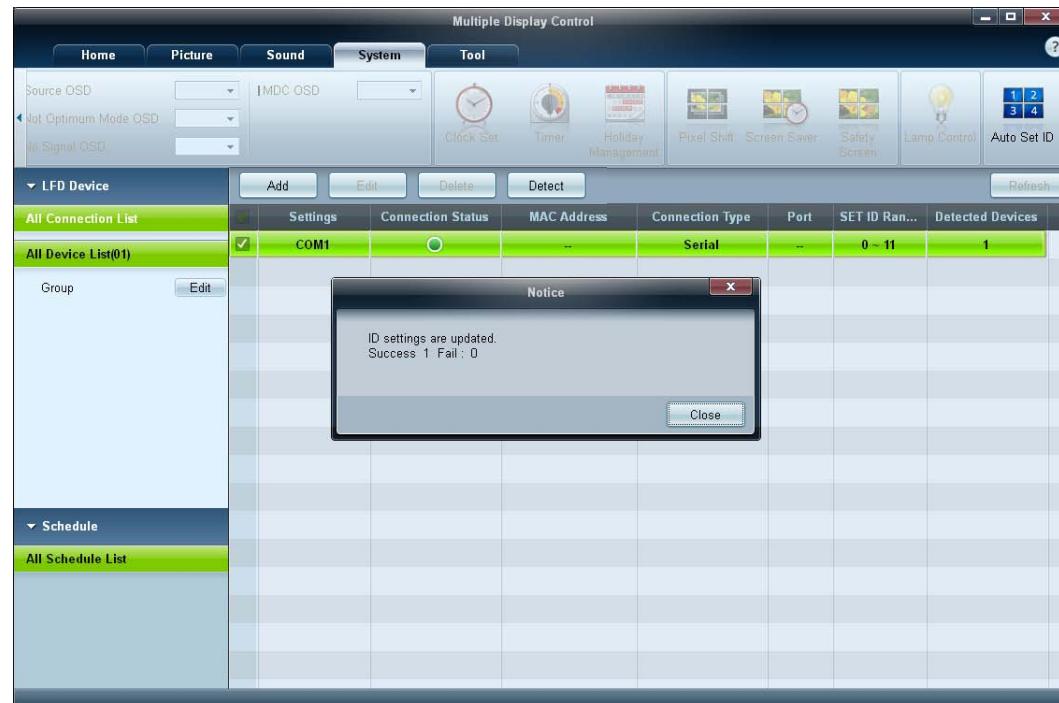 Multiple Display Control
Home Picture Sound System Tool
?
Source OSD
Not Optimum Mode OSD
No Signal OSD
MDC OSD
Clock Set
Timer
Holiday
Management
Pixel Shift
Screen Saver
Safety
Screen
Lamp Control
1 2
3 4
Auto Set ID
LFD Device
Add Edit Delete Detect Refresh
All Connection List
Settings Connection Status MAC Address Connection Type Port SET ID Ran... Detected Devices
All Device List(01)
COM1 -- Serial -- 0 ~ 11 1
Group Edit
Notice
ID settings are updated.
Success 1 Fail : 0
Close
Schedule
All Schedule List